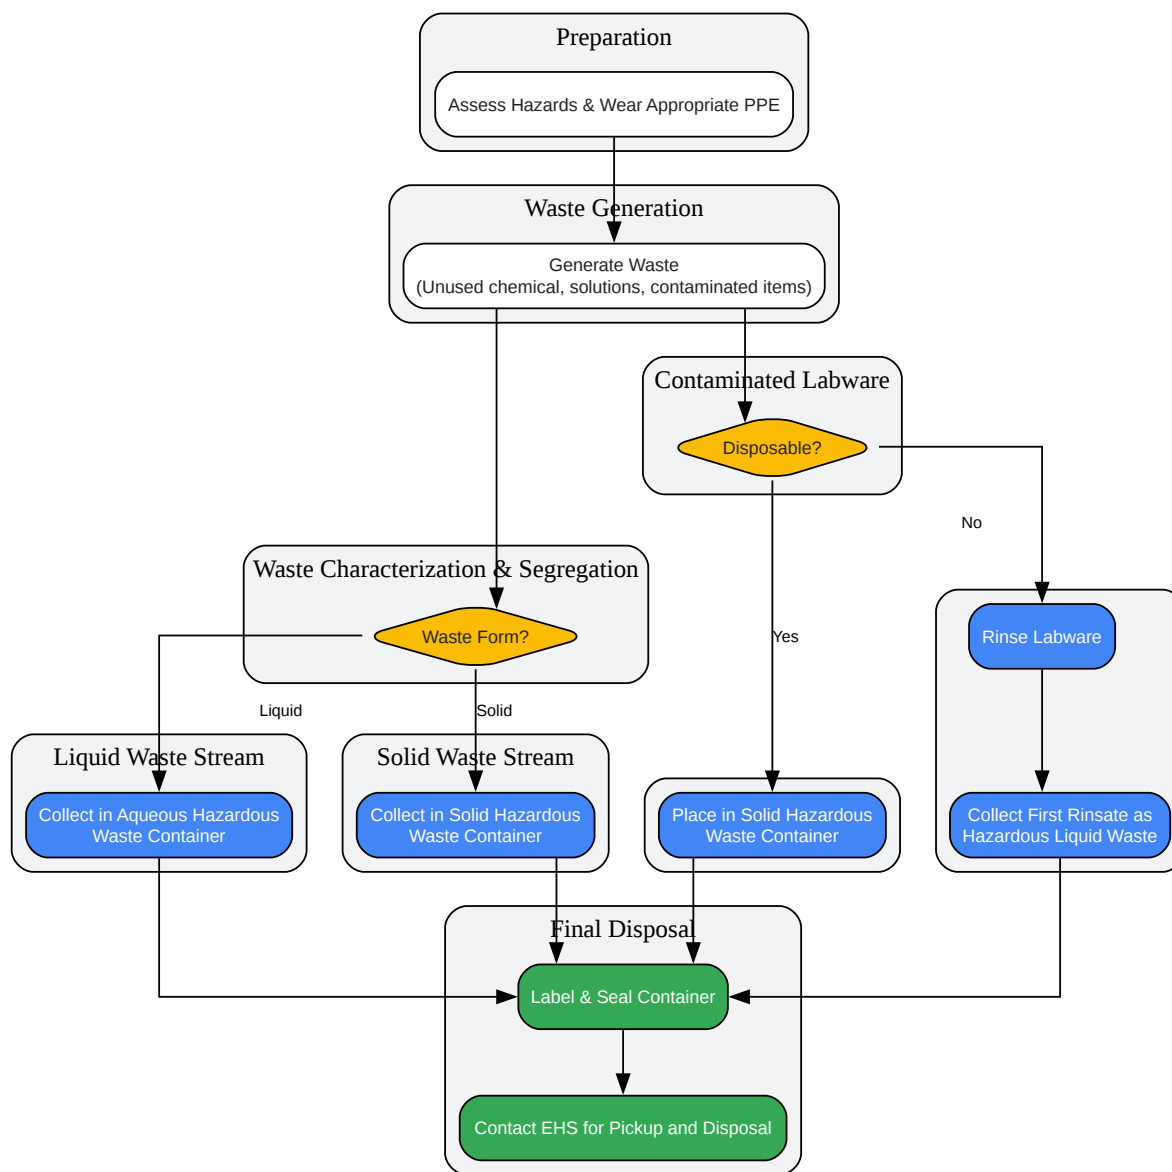 Preparation
Assess Hazards & Wear Appropriate PPE
Waste Generation
Generate Waste
(Unused chemical, solutions, contaminated items)
Contaminated Labware
Disposable?
No
Waste Characterization & Segregation
Waste Form?
Yes
Rinse Labware
Liquid
Solid
Liquid Waste Stream
Solid Waste Stream
Collect in Aqueous Hazardous
Waste Container
Collect in Solid Hazardous
Waste Container
Place in Solid Hazardous
Waste Container
Collect First Rinsate as
Hazardous Liquid Waste
Final Disposal
Label & Seal Container
Contact EHS for Pickup and Disposal